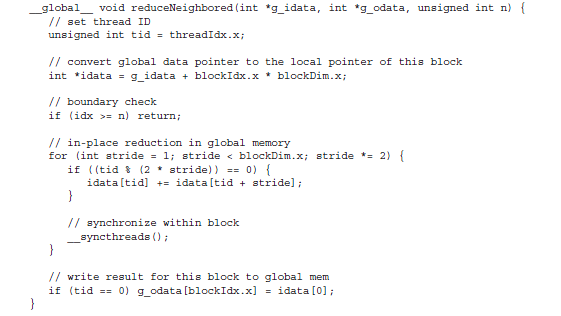 __global__ void reduceNeighbored(int *g_idata, int *g_odata, unsigned int n) {
// set thread ID
unsigned int tid = threadIdx.x;
// convert global data pointer to the local pointer of this block
int *idata = g_idata + blockIdx.x * blockDim.x;
// boundary check
if (idx >= n) return;
// in-place reduction in global memory
for (int stride = 1; stride < blockDim.x; stride *= 2) {
if ((tid % (2 * stride)) == 0) {
idata[tid] += idata[tid + stride];
}
// synchronize within block
__syncthreads();
}
// write result for this block to global mem
if (tid == 0) g_odata[blockIdx.x] = idata[0];
}